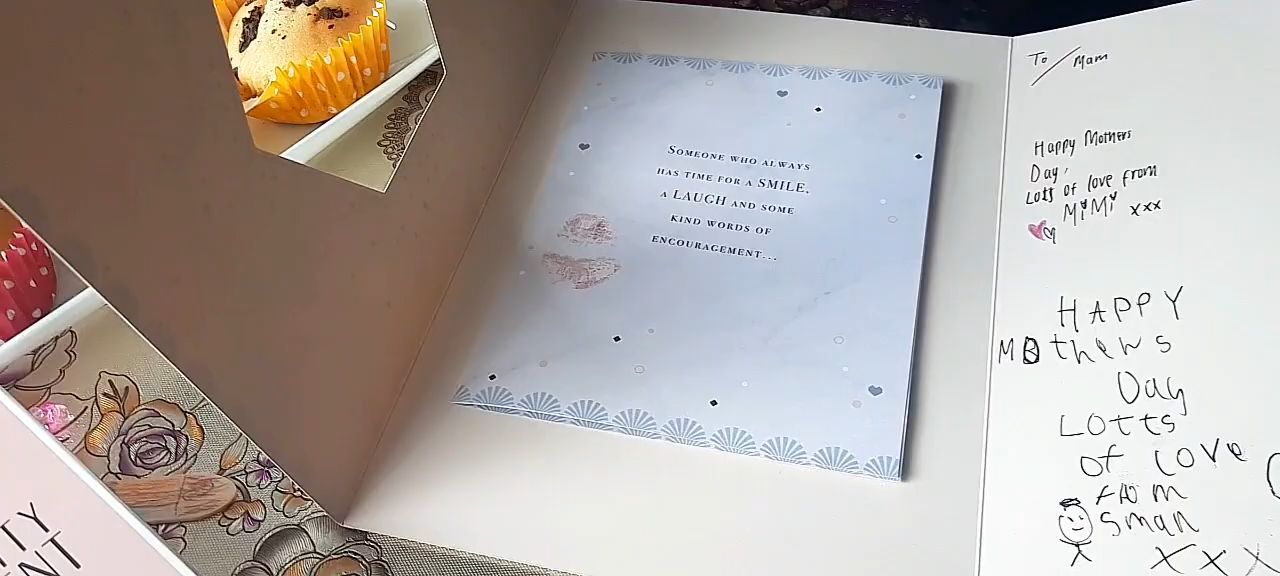 SOMEONE WHO ALWAYS
HAS TIME FOR A SMILE,
A LAUGH AND SOME
KIND WORDS OF
ENCOURAGEMENT...
To / Mam
Happy Mothers
Day,
Lots of love from
MiMi xxx
HAPPY
MOthers
Day
LOTTS
OF LOVE
FROM
Sman
XXX